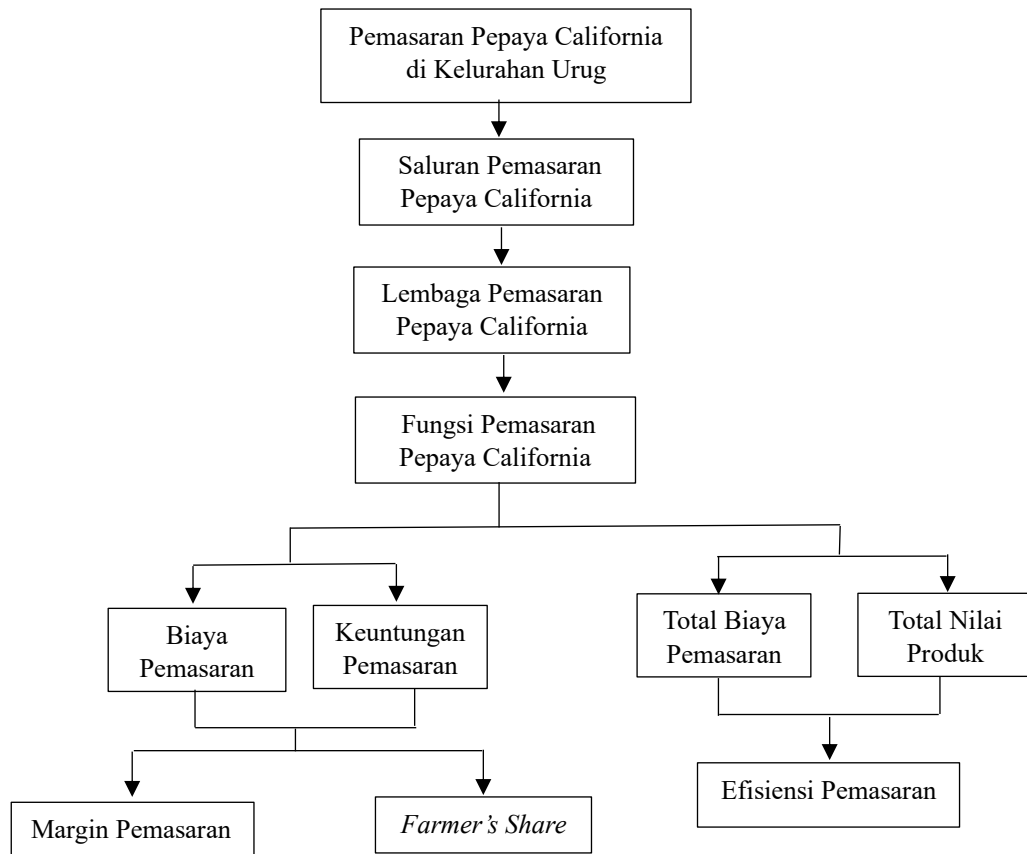 Pemasaran Pepaya California
di Kelurahan Urug
Saluran Pemasaran
Pepaya California
Lembaga Pemasaran
Pepaya California
Fungsi Pemasaran
Pepaya California
Biaya
Pemasaran
Keuntungan
Pemasaran
Total Biaya
Pemasaran
Total Nilai
Produk
Margin Pemasaran
Farmer’s Share
Efisiensi Pemasaran